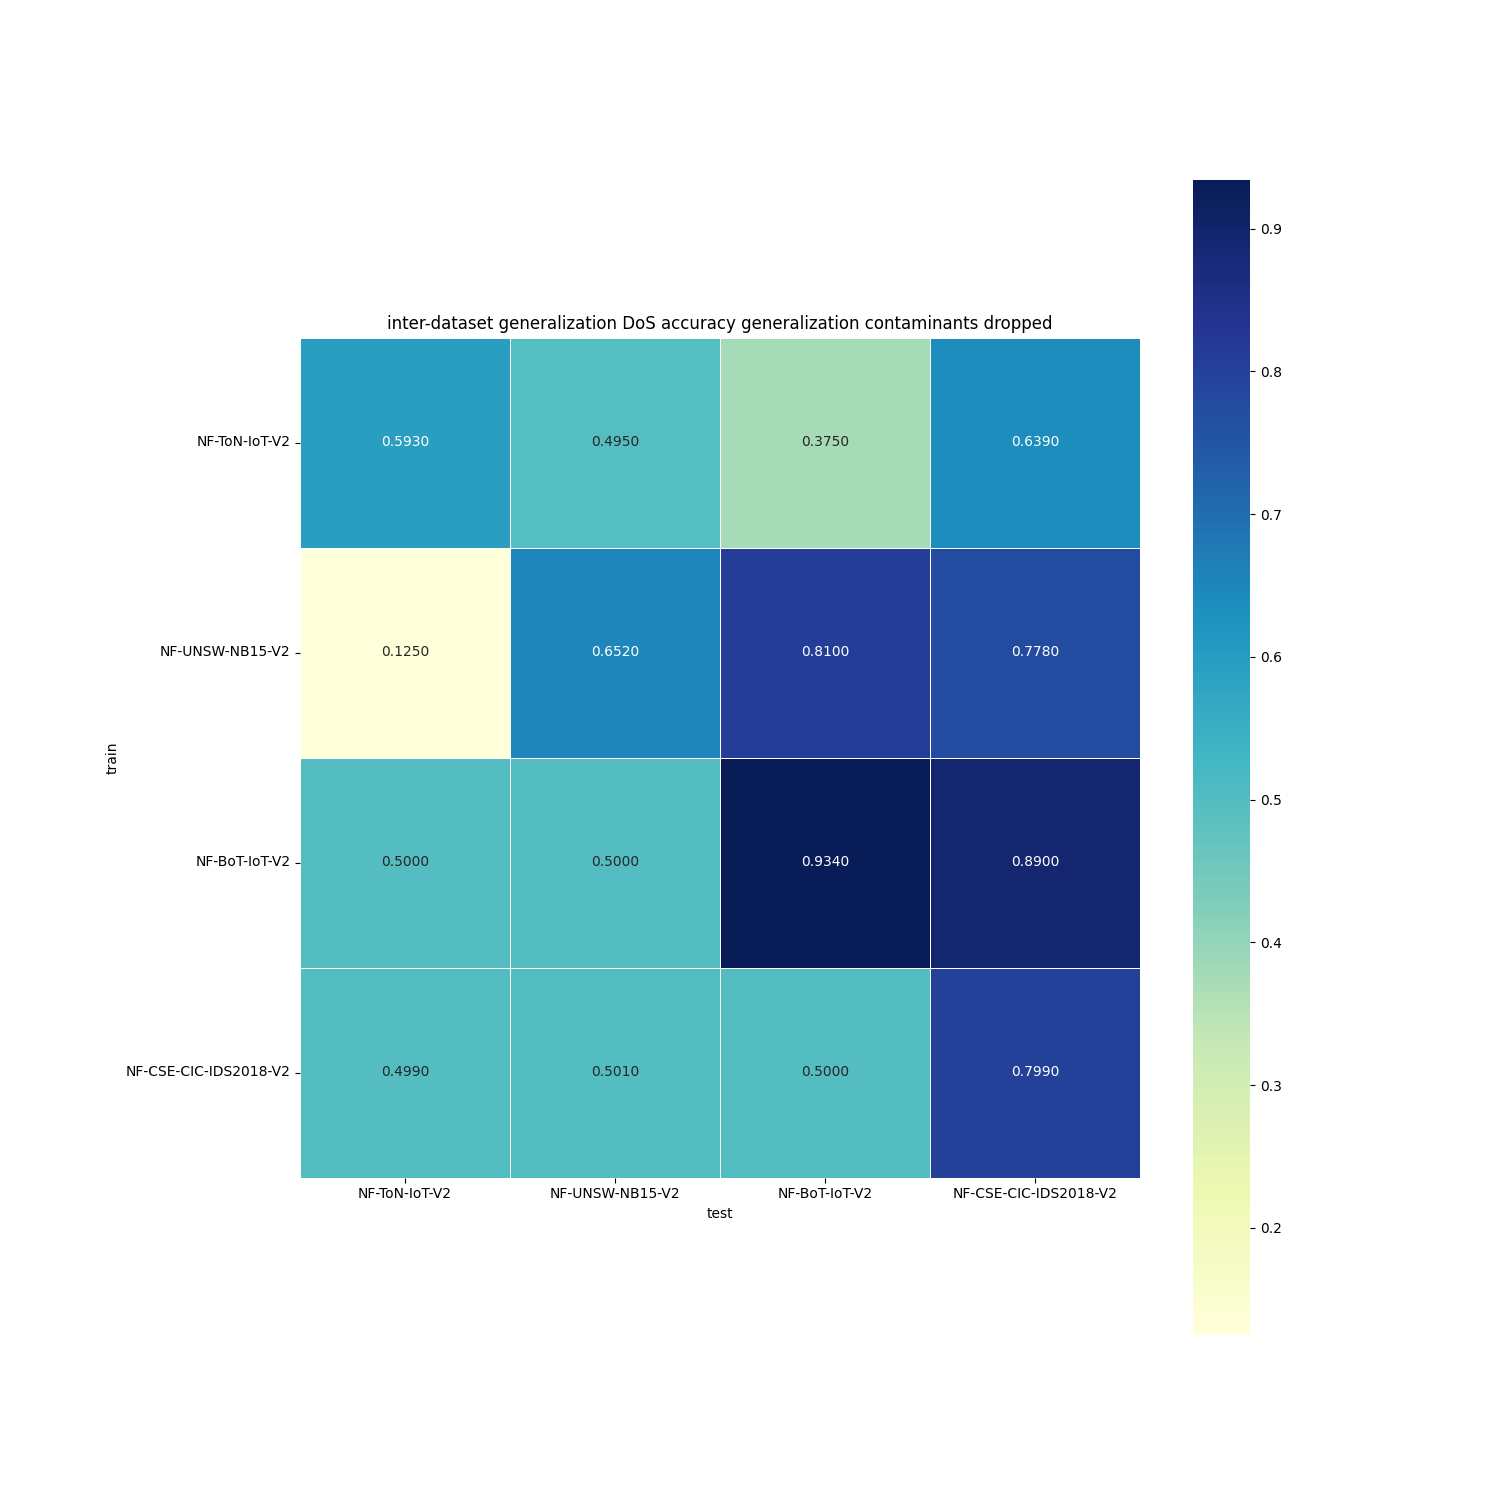 inter-dataset generalization DoS accuracy generalization contaminants dropped
train
NF-ToN-IoT-V2 0.5930 0.4950 0.3750 0.6390
NF-UNSW-NB15-V2 0.1250 0.6520 0.8100 0.7780
NF-BoT-IoT-V2 0.5000 0.5000 0.9340 0.8900
NF-CSE-CIC-IDS2018-V2 0.4990 0.5010 0.5000 0.7990
NF-ToN-IoT-V2 NF-UNSW-NB15-V2 NF-BoT-IoT-V2 NF-CSE-CIC-IDS2018-V2
test
0.9
0.8
0.7
0.6
0.5
0.4
0.3
0.2